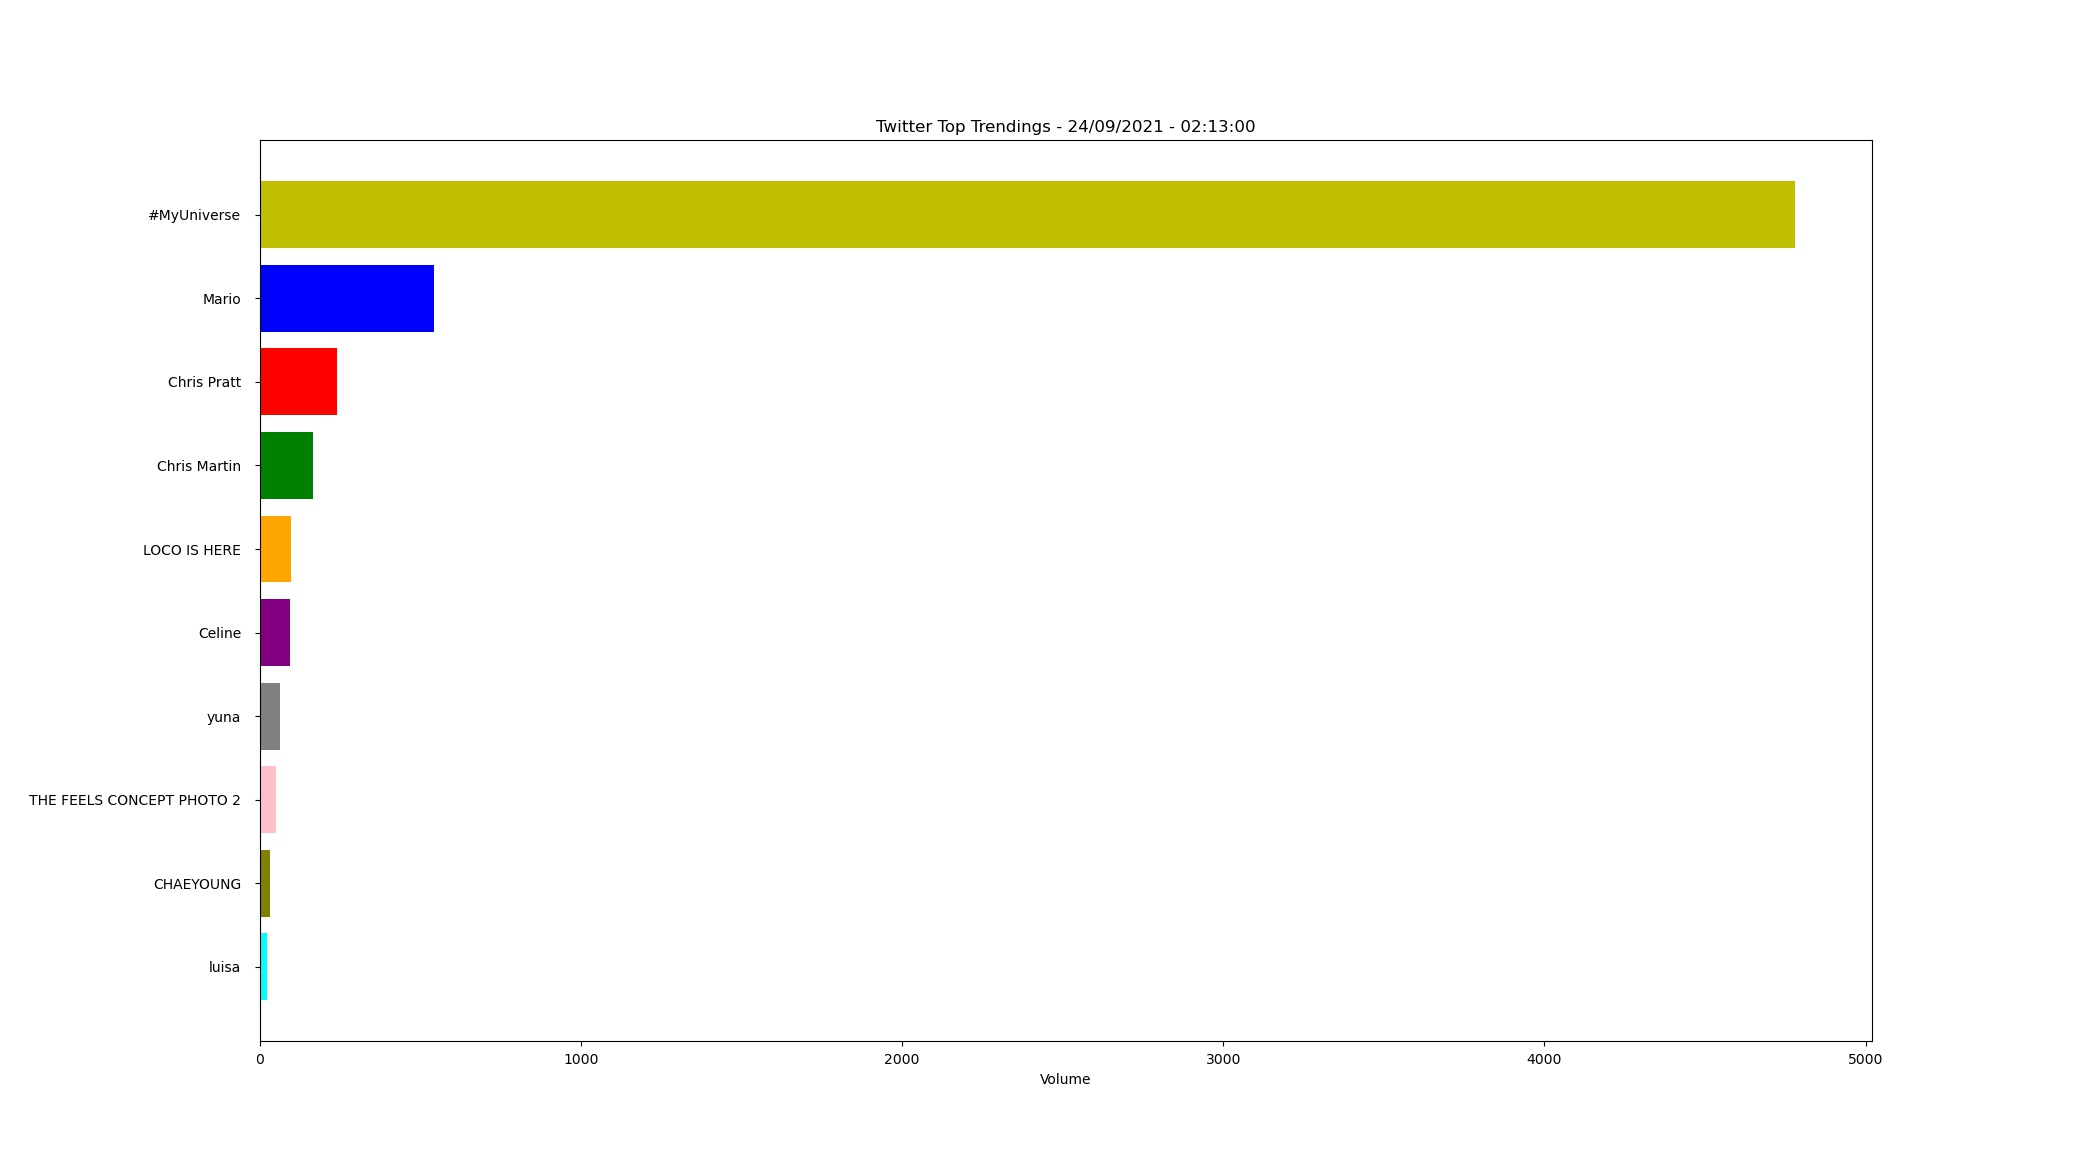 Twitter Top Trendings - 24/09/2021 - 02:13:00
#MyUniverse
Mario
Chris Pratt
Chris Martin
LOCO IS HERE
Celine
yuna
THE FEELS CONCEPT PHOTO 2
CHAEYOUNG
luisa
0 1000 2000 3000 4000 5000
Volume